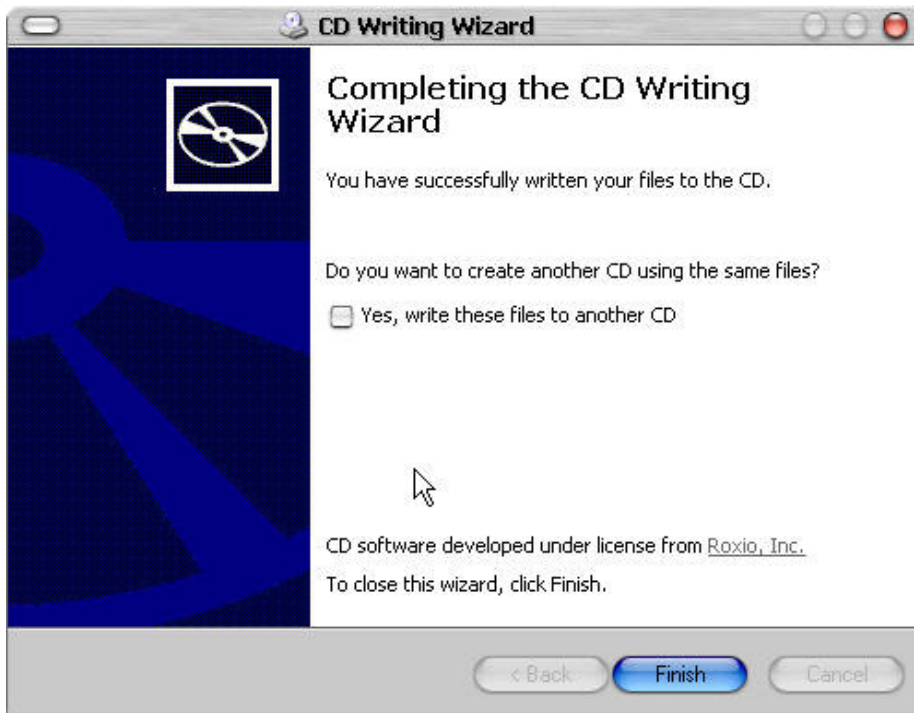 CD Writing Wizard
Completing the CD Writing
Wizard
You have successfully written your files to the CD.
Do you want to create another CD using the same files?
Yes, write these files to another CD
CD software developed under license from Roxio, Inc.
To close this wizard, click Finish.
< Back Finish Cancel